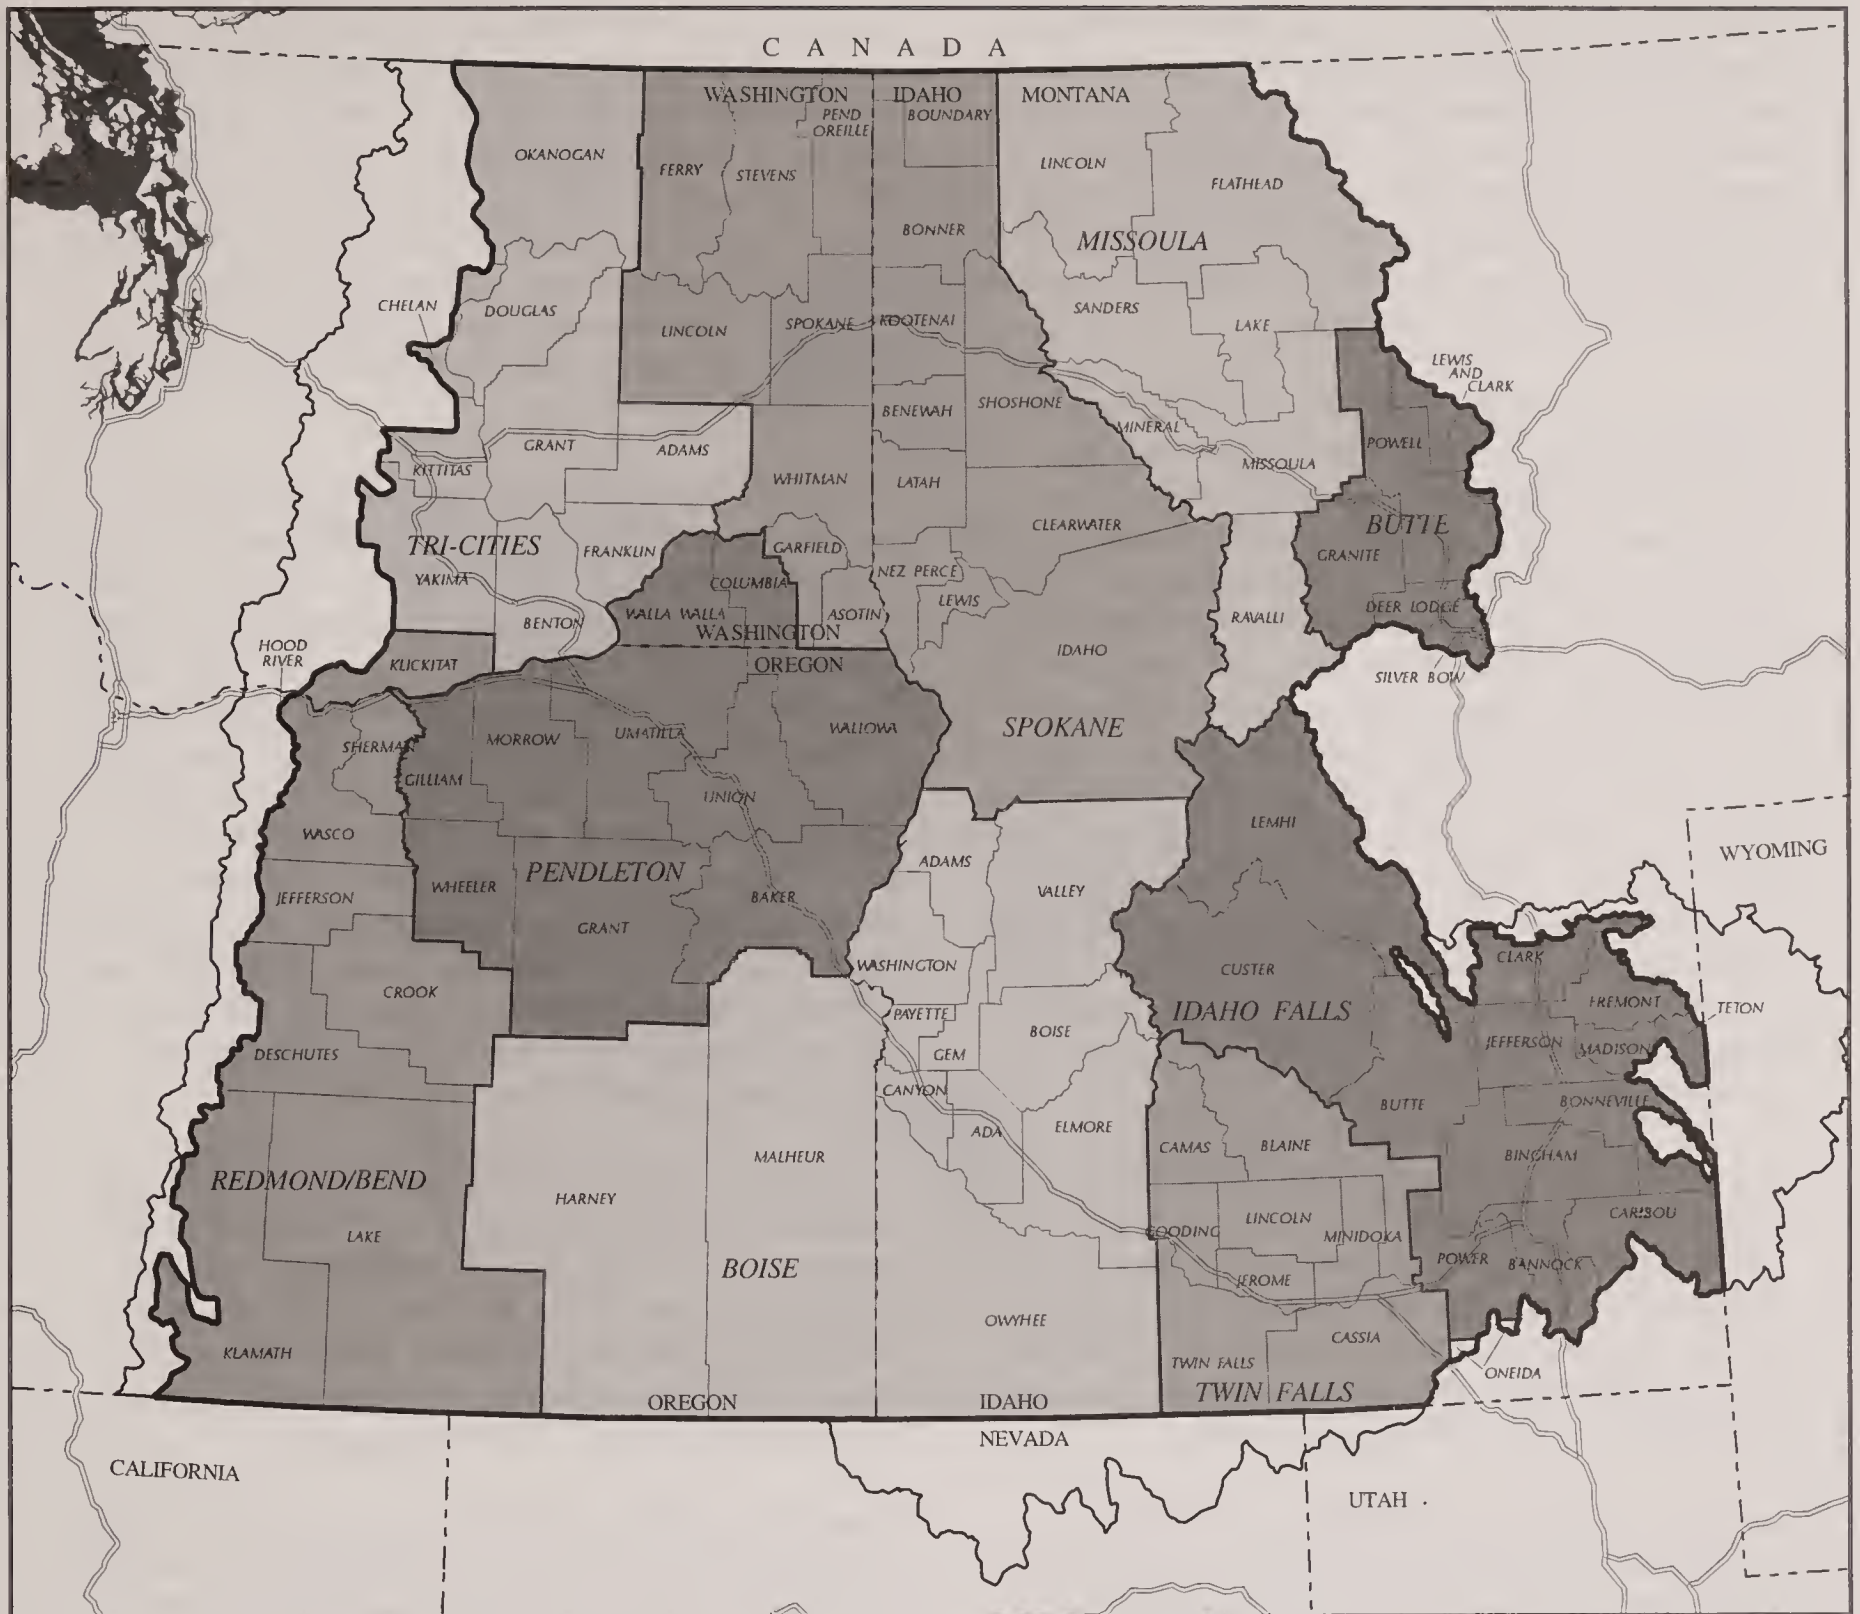 CANADA
WASHINGTON
IDAHO
MONTANA
PEND
OREILLE
BOUNDARY
OKANOGAN
FERRY
STEVENS
LINCOLN
FLATHEAD
BONNER
MISSOULA
CHELAN
DOUGLAS
LINCOLN
SPOKANE
KOOTENAI
SANDERS
LAKE
LEWIS
AND
CLARK
BENEWAH
SHOSHONE
MINERAL
POWELL
GRANT
ADAMS
KITTITAS
WHITMAN
LATAH
MISSOULA
CLEARWATER
BUTTE
TRI-CITIES
FRANKLIN
GARFIELD
GRANITE
YAKIMA
COLUMBIA
NEZ PERCE
LEWIS
WALLA WALLA
ASOTIN
DEER LODGE
BENTON
WASHINGTON
RAVALLI
HOOD
RIVER
KLICKITAT
OREGON
IDAHO
SILVER BOW
SHERMAN
MORROW
UMATILLA
WALLOWA
SPOKANE
GILLIAM
UNION
WASCO
LEMHI
WYOMING
ADAMS
VALLEY
PENDLETON
JEFFERSON
WHEELER
BAKER
GRANT
WASHINGTON
CLARK
CROOK
CUSTER
FREMONT
TETON
IDAHO FALLS
PAYETTE
BOISE
JEFFERSON
MADISON
DESCHUTES
GEM
CANYON
BUTTE
BONNEVILLE
ADA
ELMORE
MALHEUR
CAMAS
BLAINE
BINGHAM
REDMOND/BEND
HARNEY
LINCOLN
CARIBOU
LAKE
GOODING
MINIDOKA
BOISE
JEROME
POWER
BANNOCK
OWYHEE
CASSIA
KLAMATH
TWIN FALLS
ONEIDA
TWIN FALLS
OREGON
IDAHO
NEVADA
CALIFORNIA
UTAH